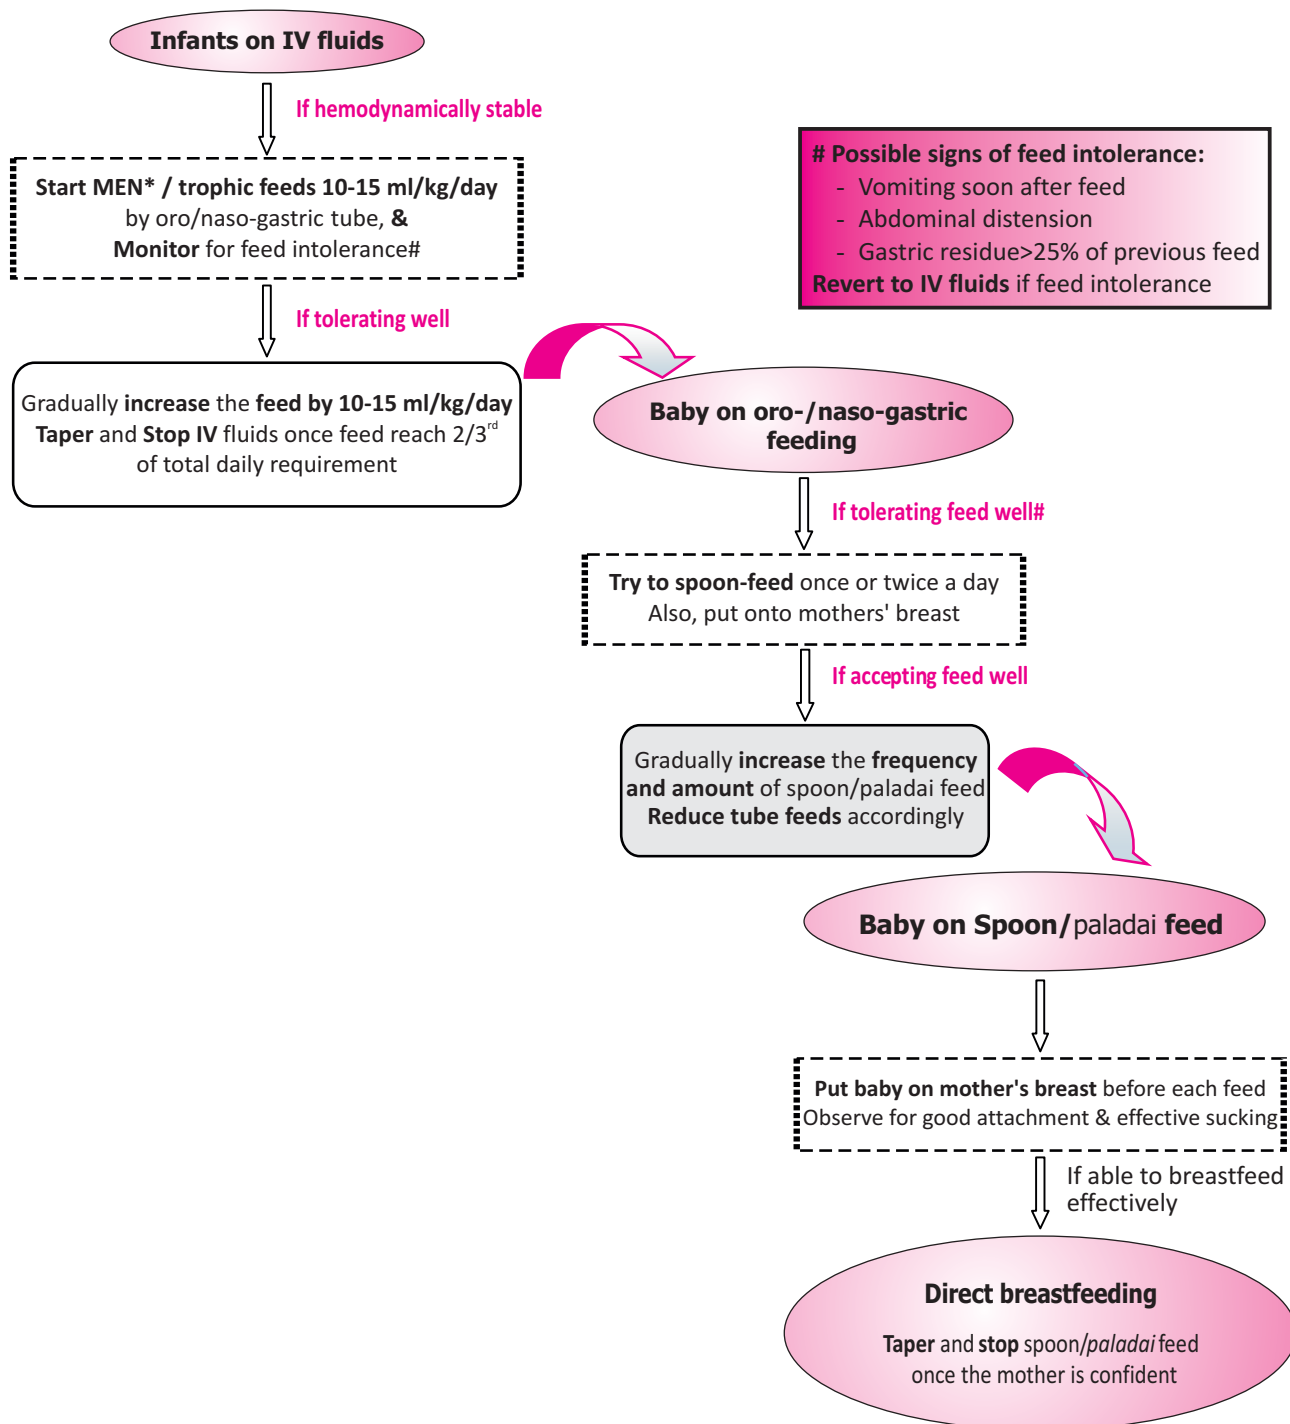 Infants on IV fluids
If hemodynamically stable
Start MEN* / trophic feeds 10-15 ml/kg/day
by oro/naso-gastric tube, &
Monitor for feed intolerance#
# Possible signs of feed intolerance:
- Vomiting soon after feed
- Abdominal distension
- Gastric residue>25% of previous feed
Revert to IV fluids if feed intolerance
If tolerating well
Gradually increase the feed by 10-15 ml/kg/day
Taper and Stop IV fluids once feed reach 2/3rd
of total daily requirement
Baby on oro-/naso-gastric
feeding
If tolerating feed well#
Try to spoon-feed once or twice a day
Also, put onto mothers' breast
If accepting feed well
Gradually increase the frequency
and amount of spoon/paladai feed
Reduce tube feeds accordingly
Baby on Spoon/paladai feed
Put baby on mother's breast before each feed
Observe for good attachment & effective sucking
If able to breastfeed
effectively
Direct breastfeeding
Taper and stop spoon/paladai feed
once the mother is confident